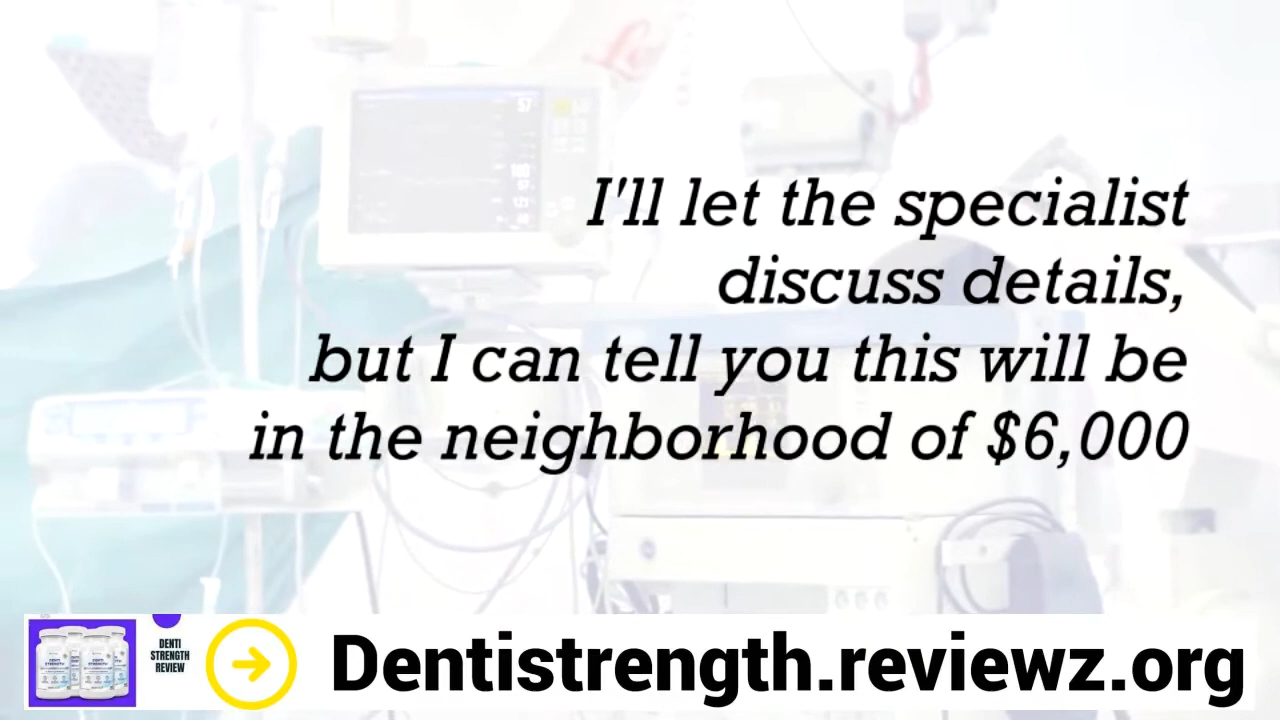 I'll let the specialist
discuss details,
but I can tell you this will be
in the neighborhood of $6,000
DENTI
STRENGTH
REVIEW
Dentistrength.reviewz.org